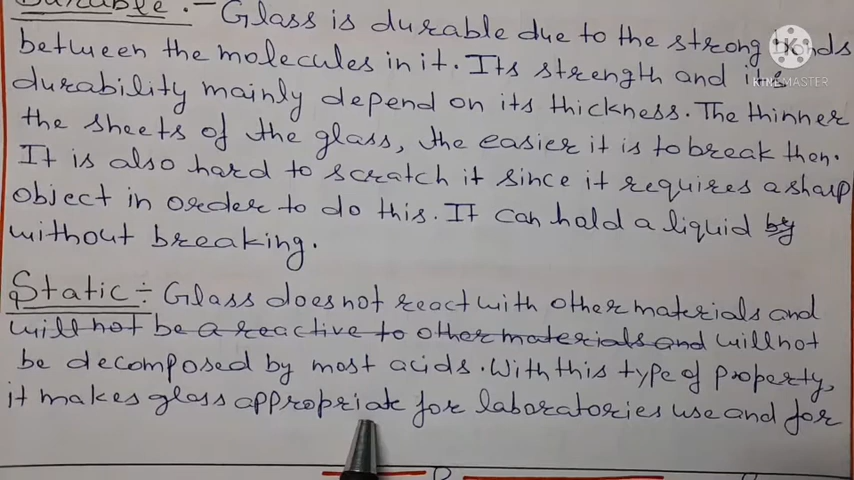 Durable :- Glass is durable due to the strong bonds
between the molecules in it. Its strength and its
durability mainly depend on its thickness. The thinner
the sheets of the glass, the easier it is to break then.
It is also hard to scratch it since it requires a sharp
object in order to do this. It can hold a liquid by
without breaking.
Static :- Glass does not react with other materials and
will not be a reactive to other materials and will not
be decomposed by most acids. With this type of property,
it makes glass appropriate for laboratories use and for
KINEMASTER